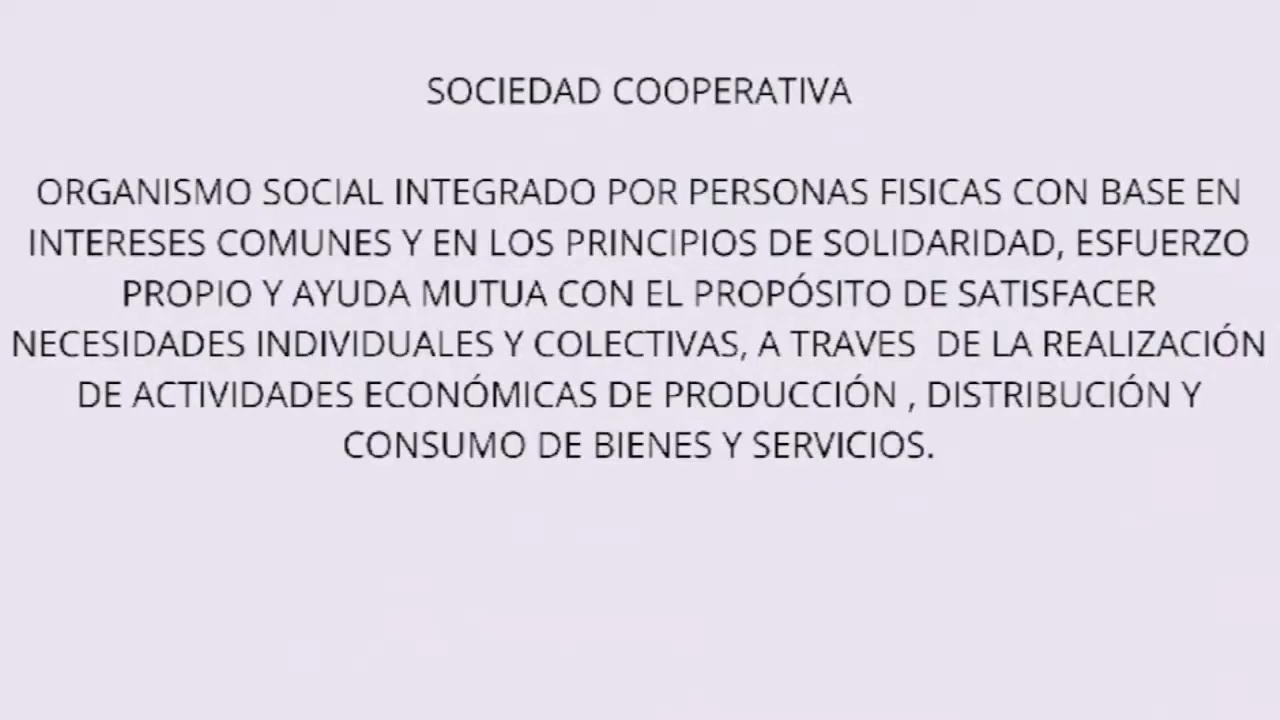 SOCIEDAD COOPERATIVA
ORGANISMO SOCIAL INTEGRADO POR PERSONAS FISICAS CON BASE EN
INTERESES COMUNES Y EN LOS PRINCIPIOS DE SOLIDARIDAD, ESFUERZO
PROPIO Y AYUDA MUTUA CON EL PROPÓSITO DE SATISFACER
NECESIDADES INDIVIDUALES Y COLECTIVAS, A TRAVES  DE LA REALIZACIÓN
DE ACTIVIDADES ECONÓMICAS DE PRODUCCIÓN , DISTRIBUCIÓN Y
CONSUMO DE BIENES Y SERVICIOS.